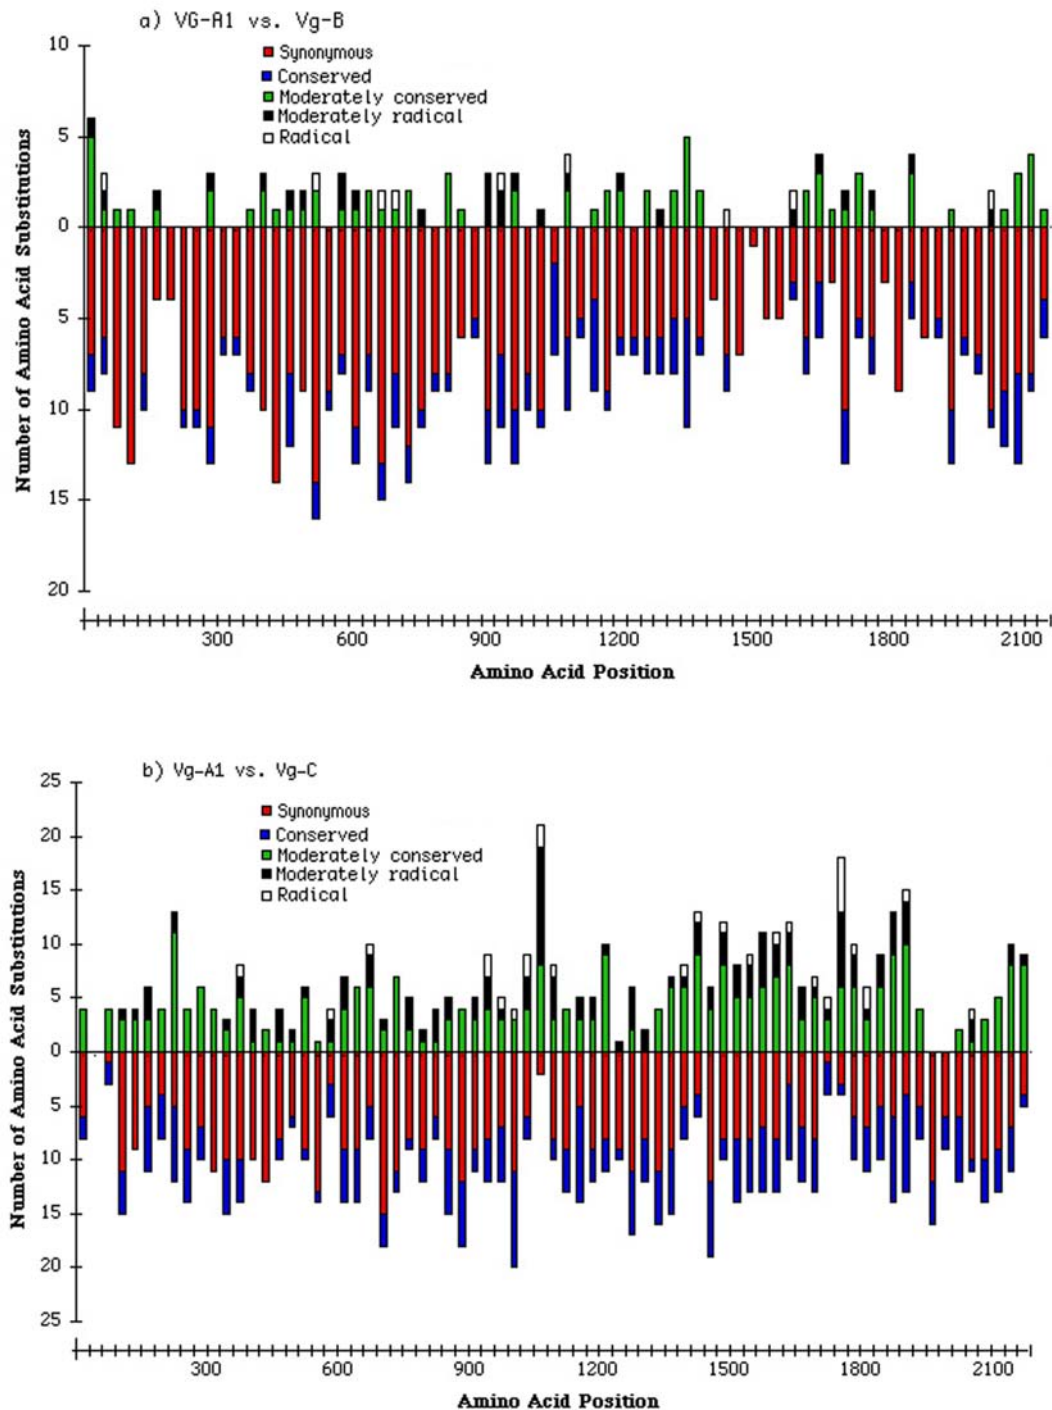 a) VG-A1 vs. Vg-B
Synonymous
Conserved
Moderately conserved
Moderately radical
Radical
Number of Amino Acid Substitutions
10
5
0
5
10
15
20
300 600 900 1200 1500 1800 2100
Amino Acid Position
b) Vg-A1 vs. Vg-C
Synonymous
Conserved
Moderately conserved
Moderately radical
Radical
Number of Amino Acid Substitutions
25
20
15
10
5
0
5
10
15
20
25
300 600 900 1200 1500 1800 2100
Amino Acid Position